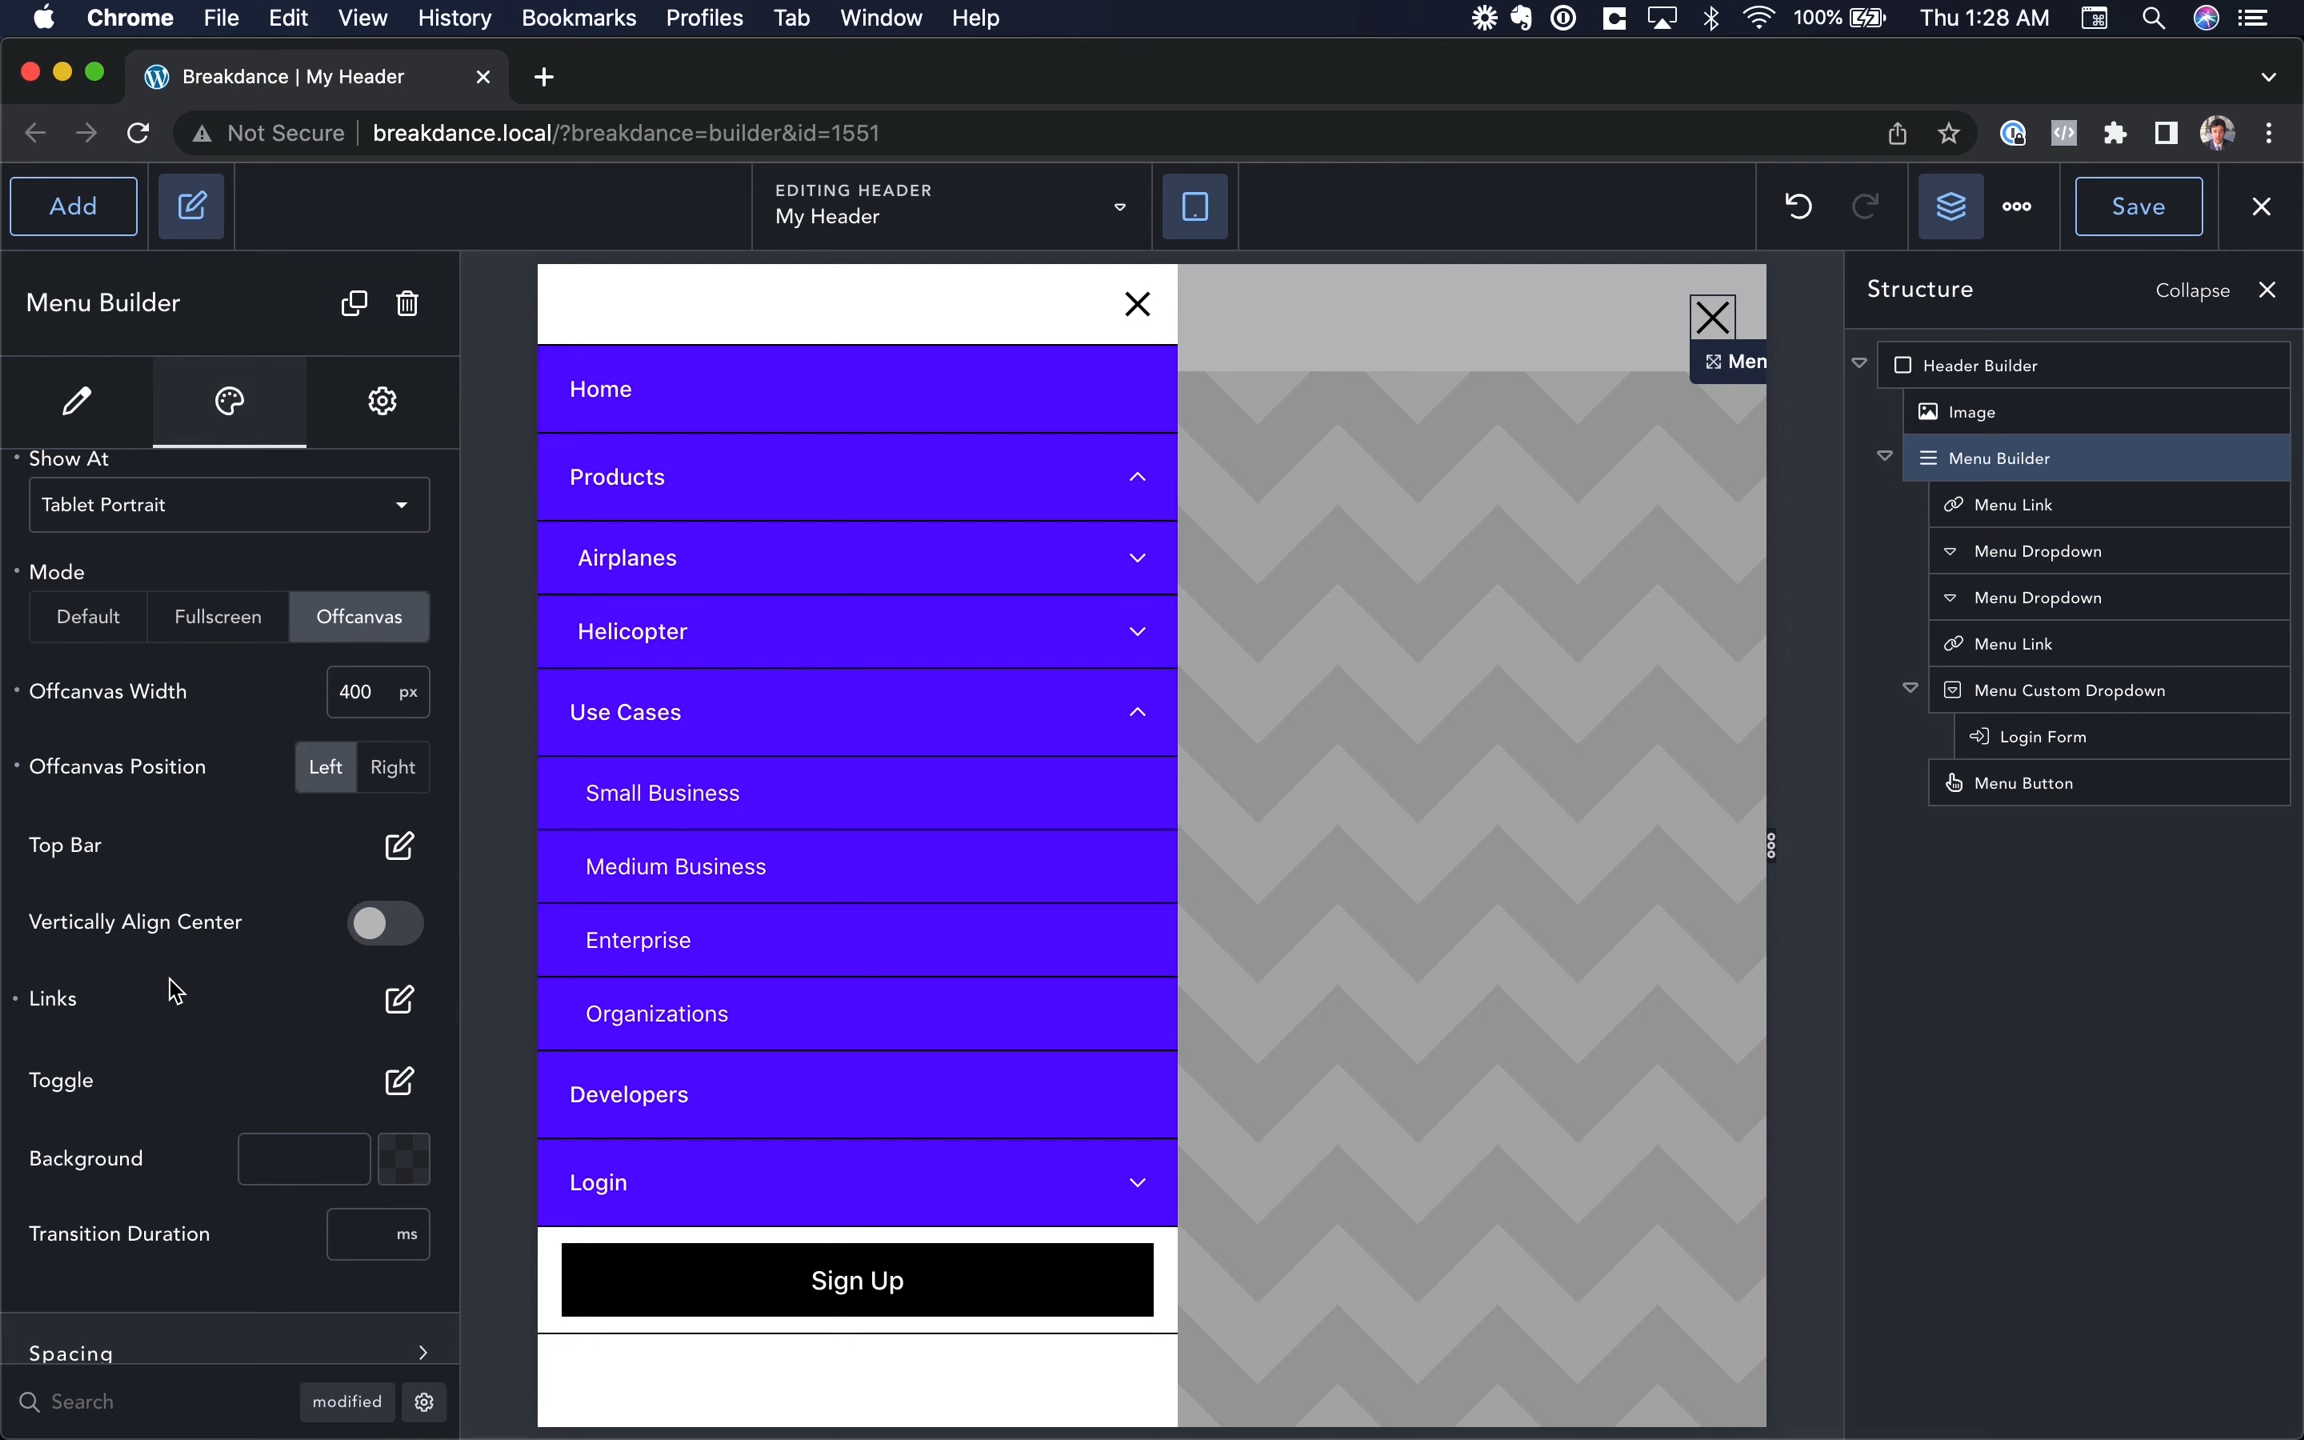 Chrome File Edit View History Bookmarks Profiles Tab Window Help 100% Thu 1:28 AM
Breakdance | My Header
Not Secure breakdance.local/?breakdance=builder&id=1551
Add
EDITING HEADER
My Header
Save
Menu Builder
Show At
Tablet Portrait
Mode
Default Fullscreen Offcanvas
Offcanvas Width 400 px
Offcanvas Position Left Right
Top Bar
Vertically Align Center
Links
Toggle
Background
Transition Duration ms
Spacing
Search modified
Home
Products
Airplanes
Helicopter
Use Cases
Small Business
Medium Business
Enterprise
Organizations
Developers
Login
Sign Up
Men
Structure Collapse
Header Builder
Image
Menu Builder
Menu Link
Menu Dropdown
Menu Dropdown
Menu Link
Menu Custom Dropdown
Login Form
Menu Button